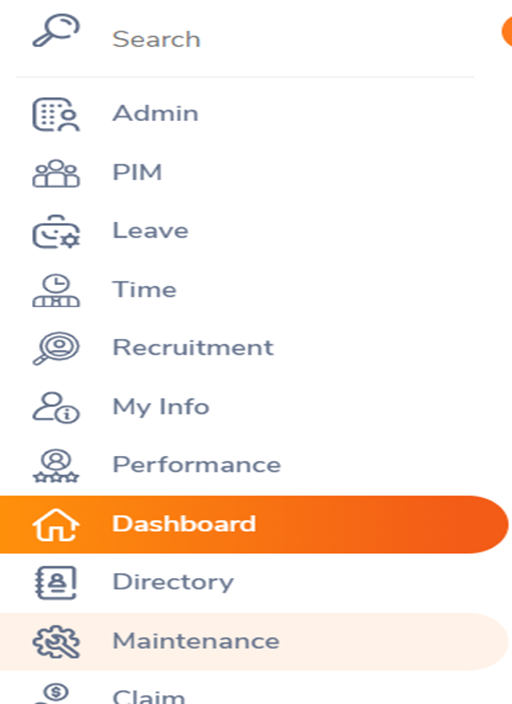 Search
Admin
PIM
Leave
Time
Recruitment
My Info
Performance
Dashboard
Directory
Maintenance
Claim